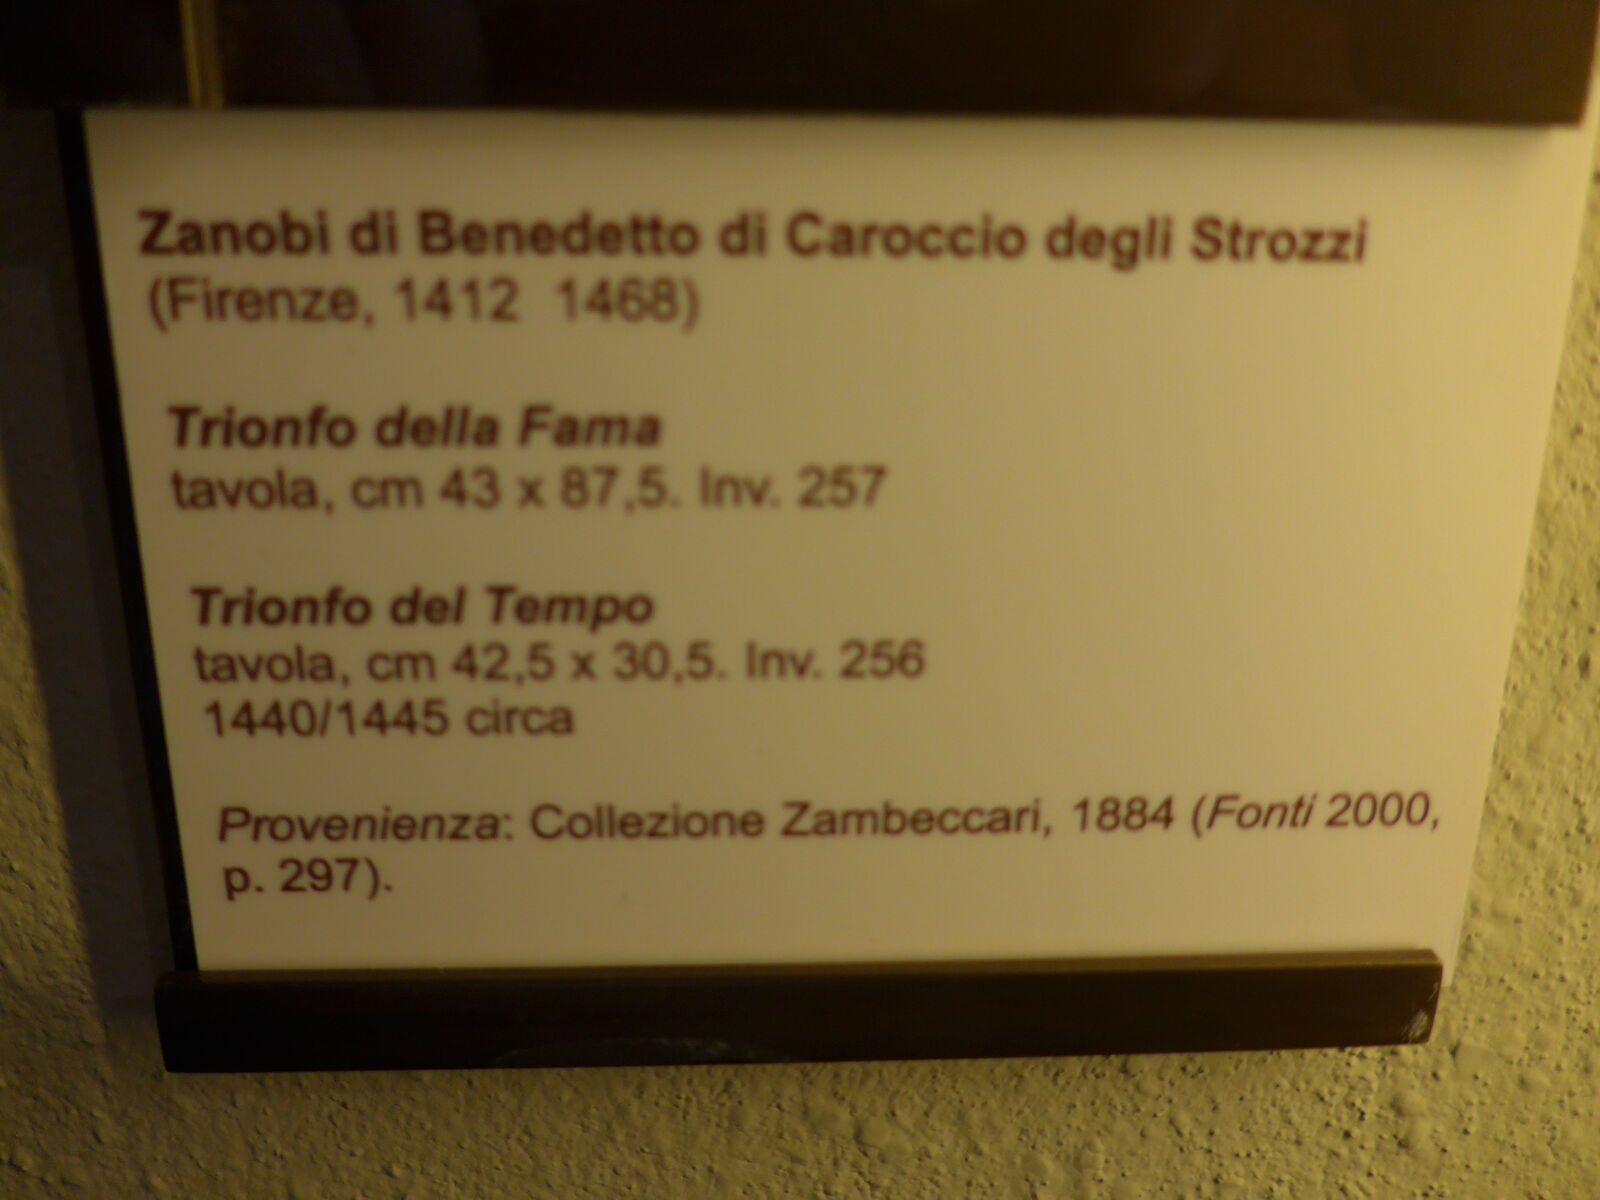 Zanobi di Benedetto di Caroccio degli Strozzi
(Firenze, 1412  1468)
Trionfo della Fama
tavola, cm 43 x 87,5. Inv. 257
Trionfo del Tempo
tavola, cm 42,5 x 30,5. Inv. 256
1440/1445 circa
Provenienza: Collezione Zambeccari, 1884 (Fonti 2000,
p. 297).